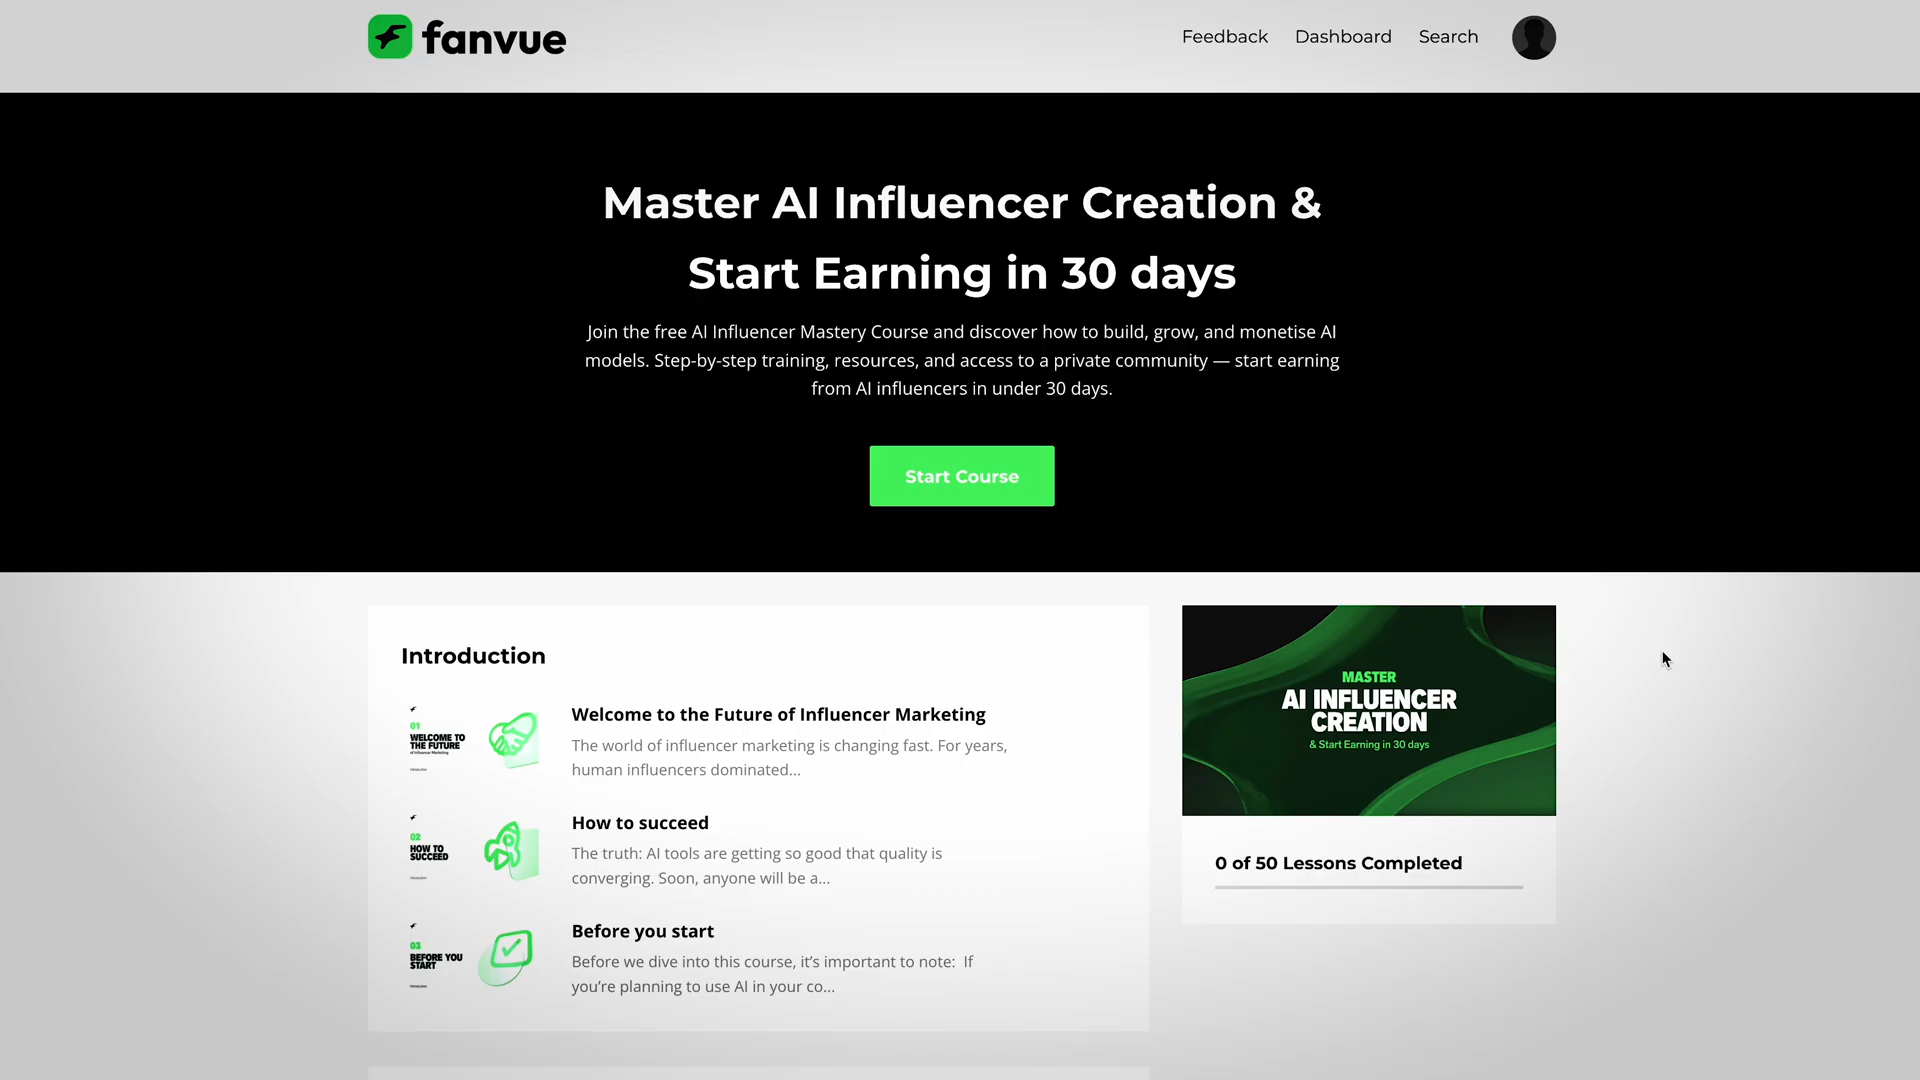 fanvue
Feedback
Dashboard
Search
Master AI Influencer Creation &
Start Earning in 30 days
Join the free AI Influencer Mastery Course and discover how to build, grow, and monetise AI
models. Step-by-step training, resources, and access to a private community — start earning
from AI influencers in under 30 days.
Start Course
Introduction
01
WELCOME TO
THE FUTURE
of Influencer Marketing
Introduction
Welcome to the Future of Influencer Marketing
The world of influencer marketing is changing fast. For years,
human influencers dominated...
02
HOW TO
SUCCEED
Introduction
How to succeed
The truth: AI tools are getting so good that quality is
converging. Soon, anyone will be a...
03
BEFORE YOU
START
Introduction
Before you start
Before we dive into this course, it’s important to note:  If
you’re planning to use AI in your co...
MASTER
AI INFLUENCER
CREATION
& Start Earning in 30 days
0 of 50 Lessons Completed